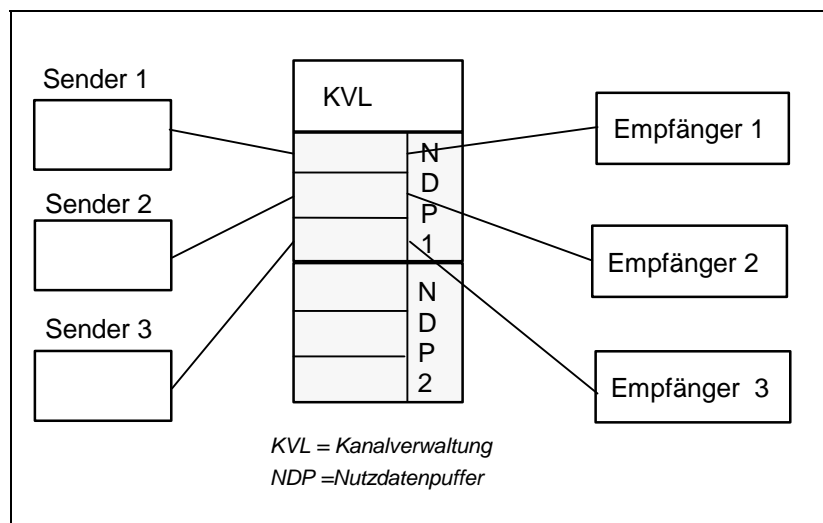 Sender 1
KVL
Empfänger 1
N
D
P
1
Sender 2
Empfänger 2
N
D
P
2
Sender 3
Empfänger 3
KVL = Kanalverwaltung
NDP =Nutzdatenpuffer